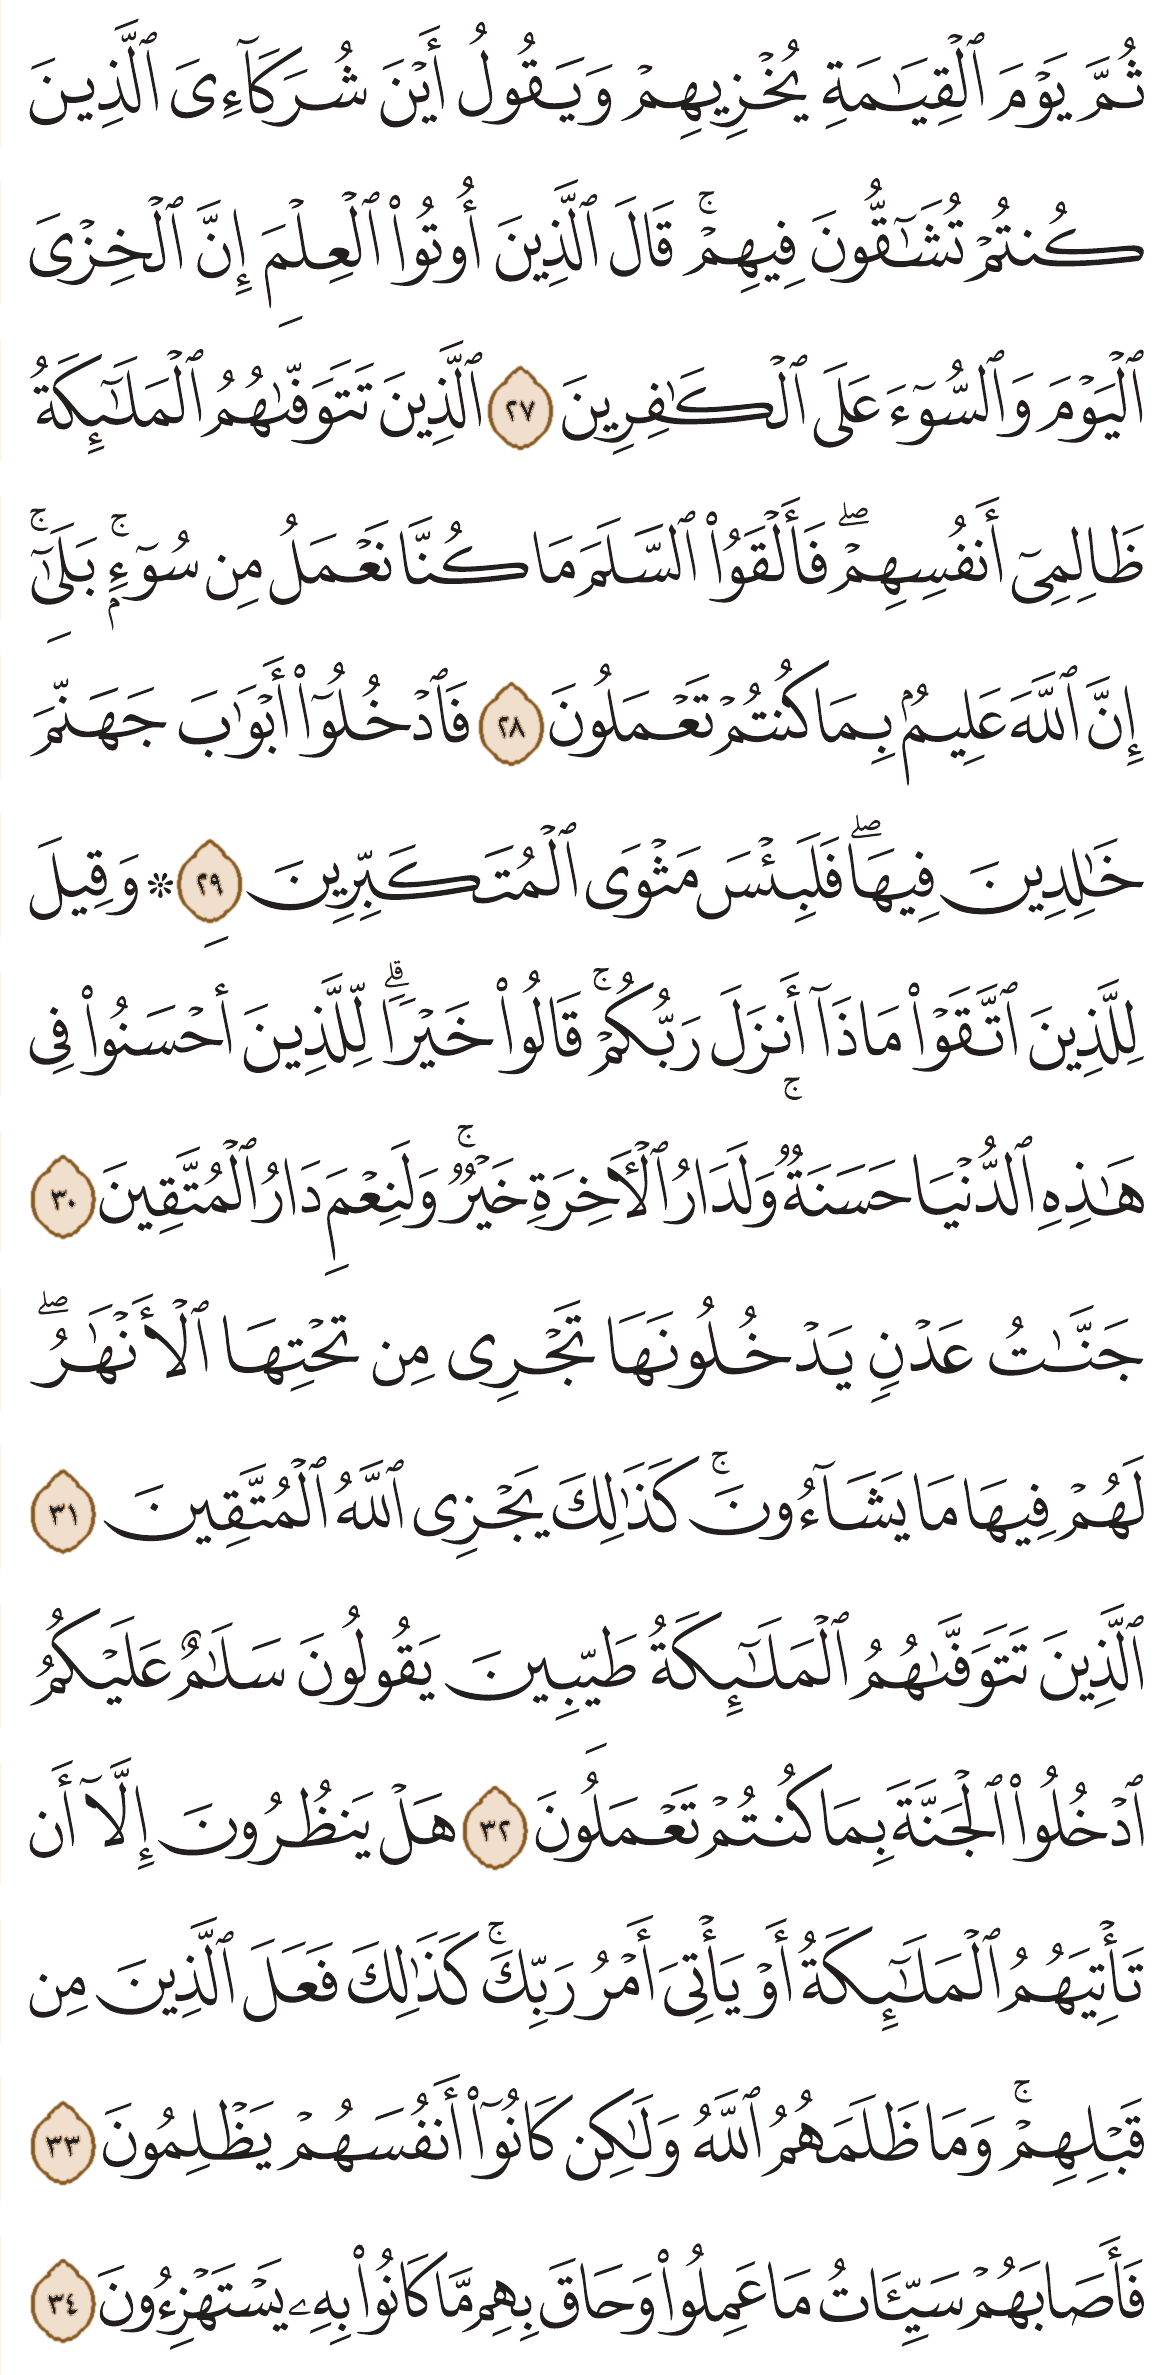 ثُمَّ يَوْمَ ٱلْقِيَـٰمَةِ يُخْزِيهِمْ وَيَقُولُ أَيْنَ شُرَكَآءِىَ ٱلَّذِينَ
كُنتُمْ تُشَـٰٓقُّونَ فِيهِمْ ۚ قَالَ ٱلَّذِينَ أُوتُوا۟ ٱلْعِلْمَ إِنَّ ٱلْخِزْىَ
ٱلْيَوْمَ وَٱلسُّوٓءَ عَلَى ٱلْكَـٰفِرِينَ ٢٧ ٱلَّذِينَ تَتَوَفَّىٰهُمُ ٱلْمَلَـٰٓئِكَةُ
ظَالِمِىٓ أَنفُسِهِمْ ۖ فَأَلْقَوُا۟ ٱلسَّلَمَ مَا كُنَّا نَعْمَلُ مِن سُوٓءٍۭ ۚ بَلَىٰٓ ۚ
إِنَّ ٱللَّهَ عَلِيمٌۢ بِمَا كُنتُمْ تَعْمَلُونَ ٢٨ فَٱدْخُلُوٓا۟ أَبْوَٰبَ جَهَنَّمَ
خَـٰلِدِينَ فِيهَا ۖ فَلَبِئْسَ مَثْوَى ٱلْمُتَكَبِّرِينَ ٢٩ ۞ وَقِيلَ
لِلَّذِينَ ٱتَّقَوْا۟ مَاذَآ أَنزَلَ رَبُّكُمْ ۚ قَالُوا۟ خَيْرًا ۗ لِّلَّذِينَ أَحْسَنُوا۟ فِى
هَـٰذِهِ ٱلدُّنْيَا حَسَنَةٌ ۚ وَلَدَارُ ٱلْـَٔاخِرَةِ خَيْرٌ ۚ وَلَنِعْمَ دَارُ ٱلْمُتَّقِينَ ٣٠
جَنَّـٰتُ عَدْنٍ يَدْخُلُونَهَا تَجْرِى مِن تَحْتِهَا ٱلْأَنْهَـٰرُ ۖ
لَهُمْ فِيهَا مَا يَشَآءُونَ ۚ كَذَٰلِكَ يَجْزِى ٱللَّهُ ٱلْمُتَّقِينَ ٣١
ٱلَّذِينَ تَتَوَفَّىٰهُمُ ٱلْمَلَـٰٓئِكَةُ طَيِّبِينَ يَقُولُونَ سَلَـٰمٌ عَلَيْكُمُ
ٱدْخُلُوا۟ ٱلْجَنَّةَ بِمَا كُنتُمْ تَعْمَلُونَ ٣٢ هَلْ يَنظُرُونَ إِلَّآ أَن
تَأْتِيَهُمُ ٱلْمَلَـٰٓئِكَةُ أَوْ يَأْتِىَ أَمْرُ رَبِّكَ ۚ كَذَٰلِكَ فَعَلَ ٱلَّذِينَ مِن
قَبْلِهِمْ ۚ وَمَا ظَلَمَهُمُ ٱللَّهُ وَلَـٰكِن كَانُوٓا۟ أَنفُسَهُمْ يَظْلِمُونَ ٣٣
فَأَصَابَهُمْ سَيِّـَٔاتُ مَا عَمِلُوا۟ وَحَاقَ بِهِم مَّا كَانُوا۟ بِهِۦ يَسْتَهْزِءُونَ ٣٤